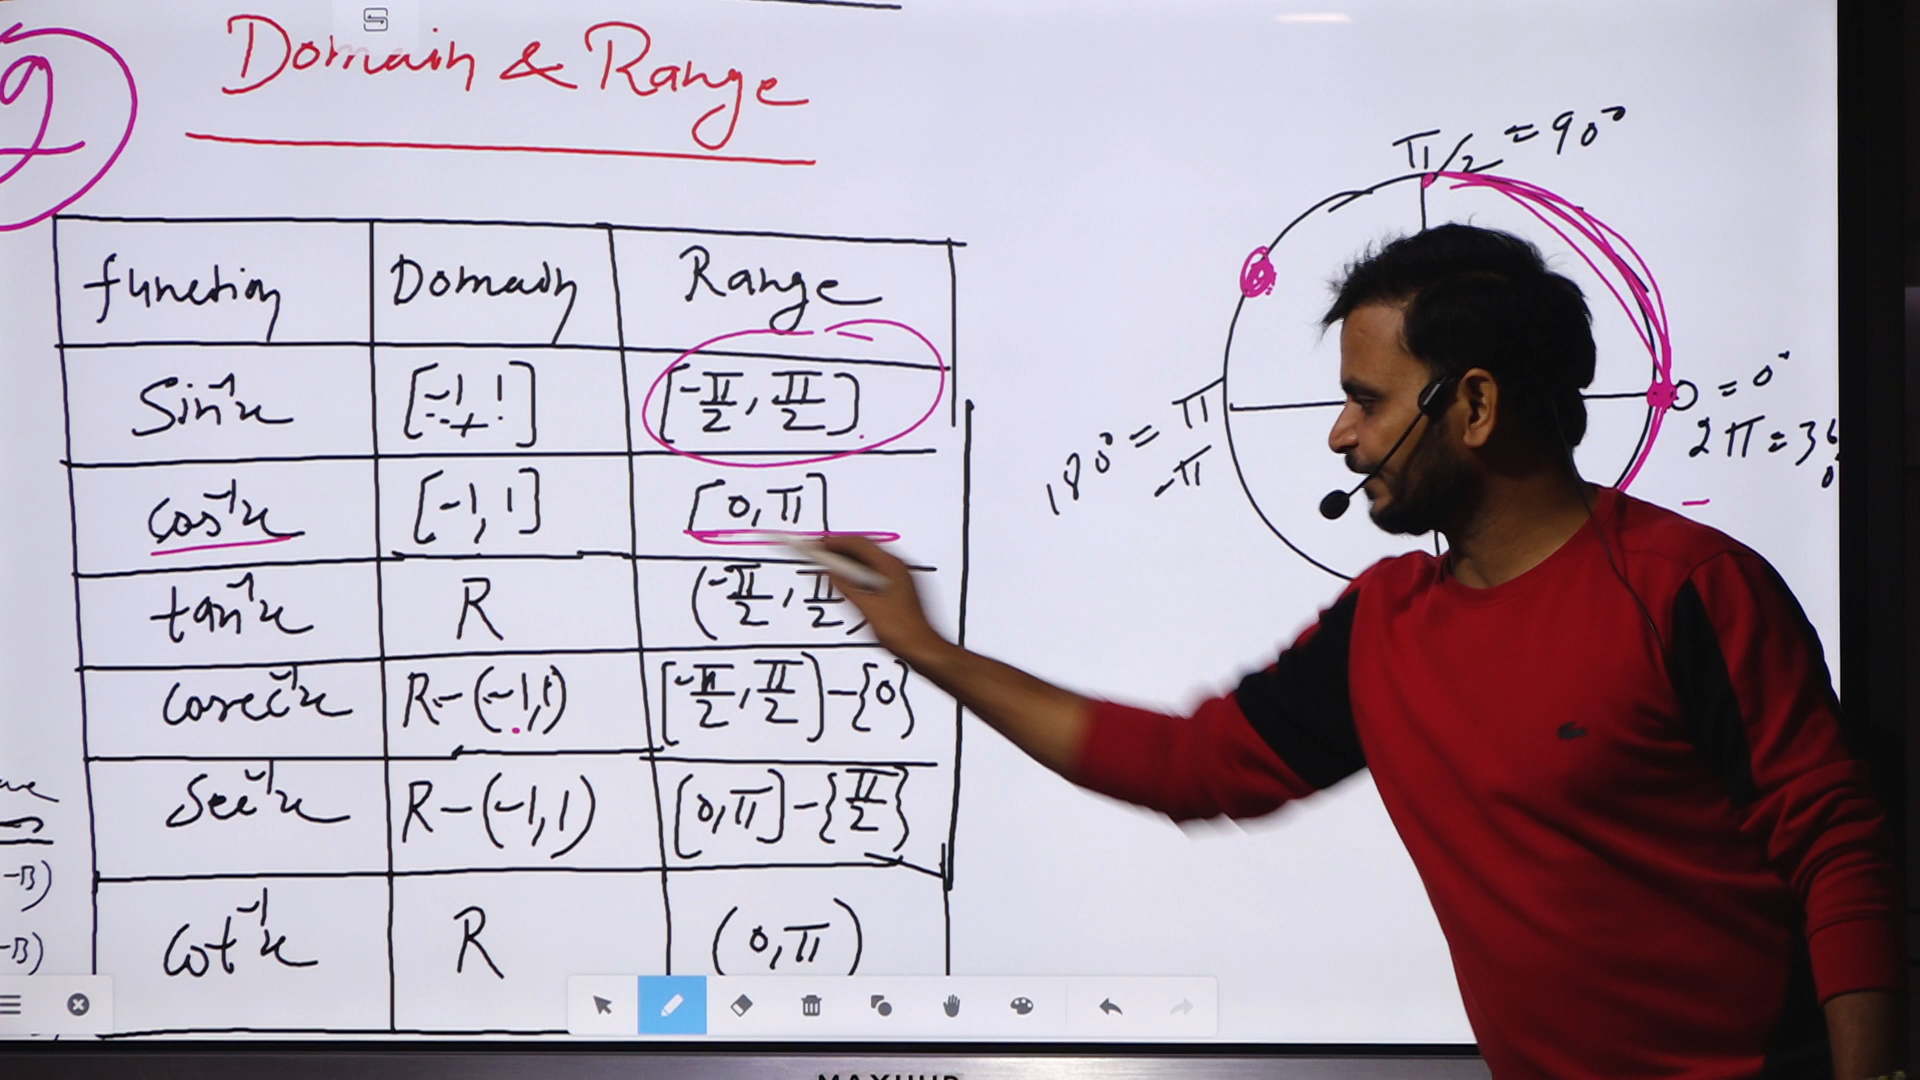 9
Domain & Range
function Domain Range
Sin⁻¹x [-1, 1] [-π/2, π/2]
Cos⁻¹x [-1, 1] [0, π]
tan⁻¹x R (-π/2, π/2)
Cosec⁻¹x R-(-1,1) [-π/2, π/2]-{0}
Sec⁻¹x R-(-1,1) [0,π]-{π/2}
Cot⁻¹x R (0,π)
-B)
-B)
π/2 = 90°
0 = 0°
2π = 36
180° = π
-π